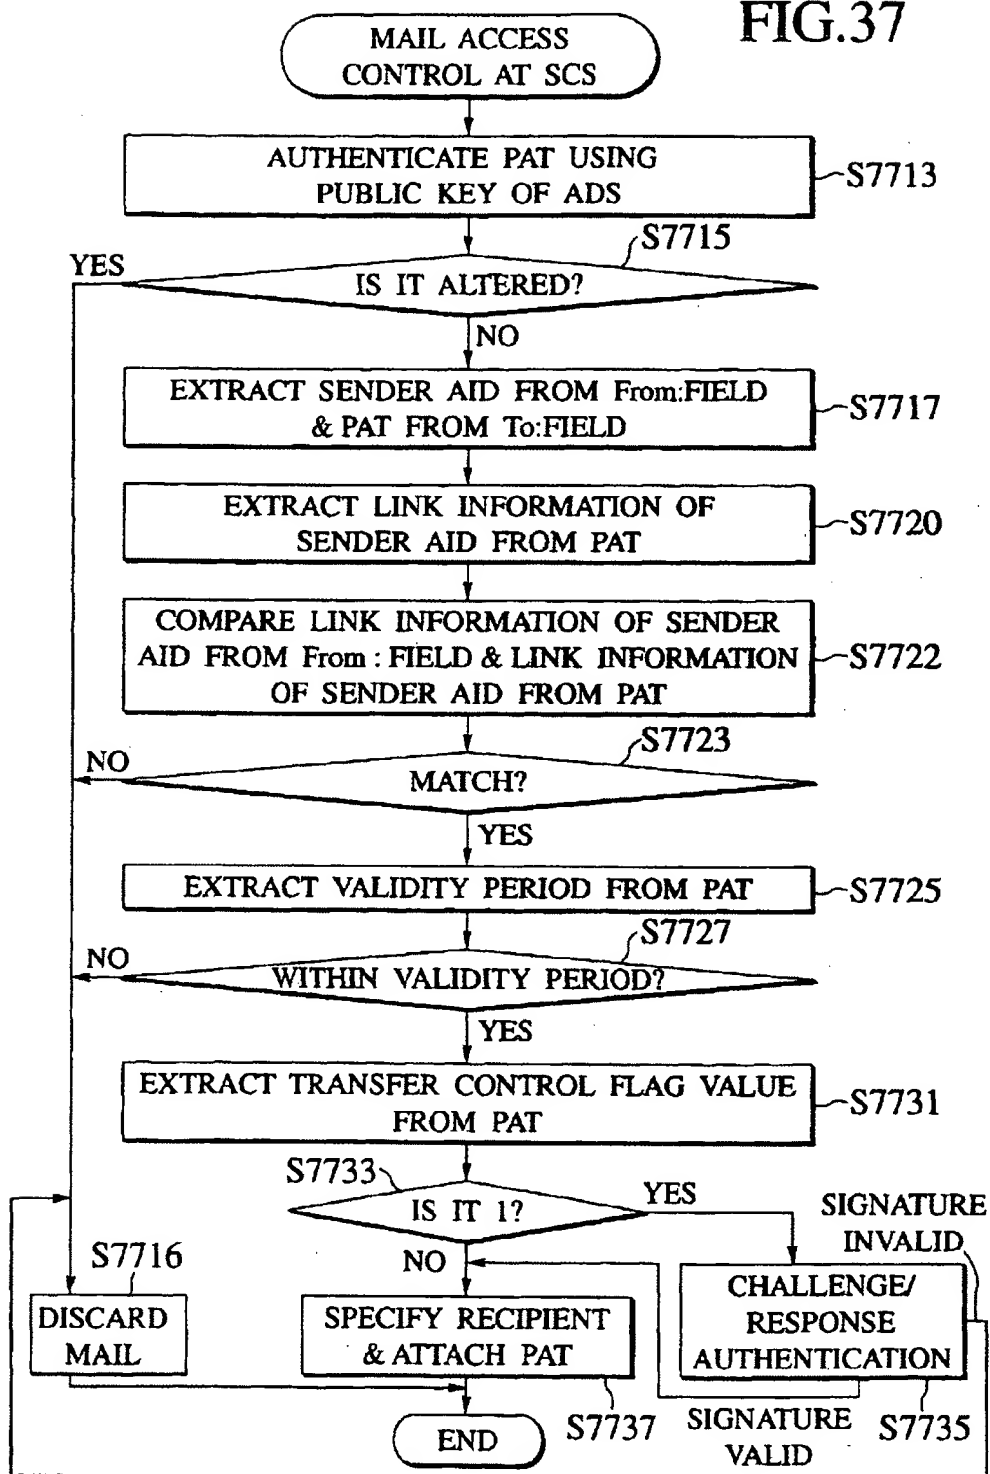 FIG.37
MAIL ACCESS
CONTROL AT SCS
AUTHENTICATE PAT USING
PUBLIC KEY OF ADS
S7713
S7715
YES
IS IT ALTERED?
NO
EXTRACT SENDER AID FROM From:FIELD
& PAT FROM To:FIELD
S7717
EXTRACT LINK INFORMATION OF
SENDER AID FROM PAT
S7720
COMPARE LINK INFORMATION OF SENDER
AID FROM From : FIELD & LINK INFORMATION
OF SENDER AID FROM PAT
S7722
S7723
NO
MATCH?
YES
EXTRACT VALIDITY PERIOD FROM PAT
S7725
S7727
NO
WITHIN VALIDITY PERIOD?
YES
EXTRACT TRANSFER CONTROL FLAG VALUE
FROM PAT
S7731
S7733
IS IT 1?
YES
SIGNATURE
INVALID
NO
S7716
DISCARD
MAIL
SPECIFY RECIPIENT
& ATTACH PAT
CHALLENGE/
RESPONSE
AUTHENTICATION
S7737
SIGNATURE
VALID
S7735
END